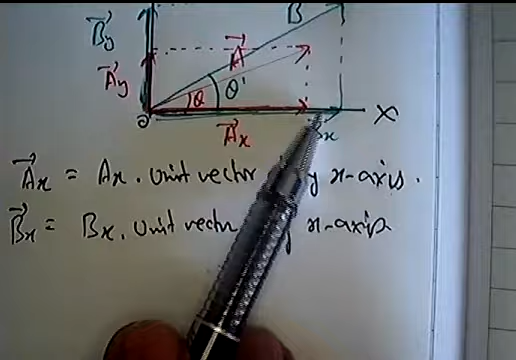 B
B⃗y
A⃗
A⃗y
θ θ'
O
X
A⃗x
x
A⃗x = Ax . Unit vector y x-axis .
B⃗x = Bx . Unit vector y x-axis.